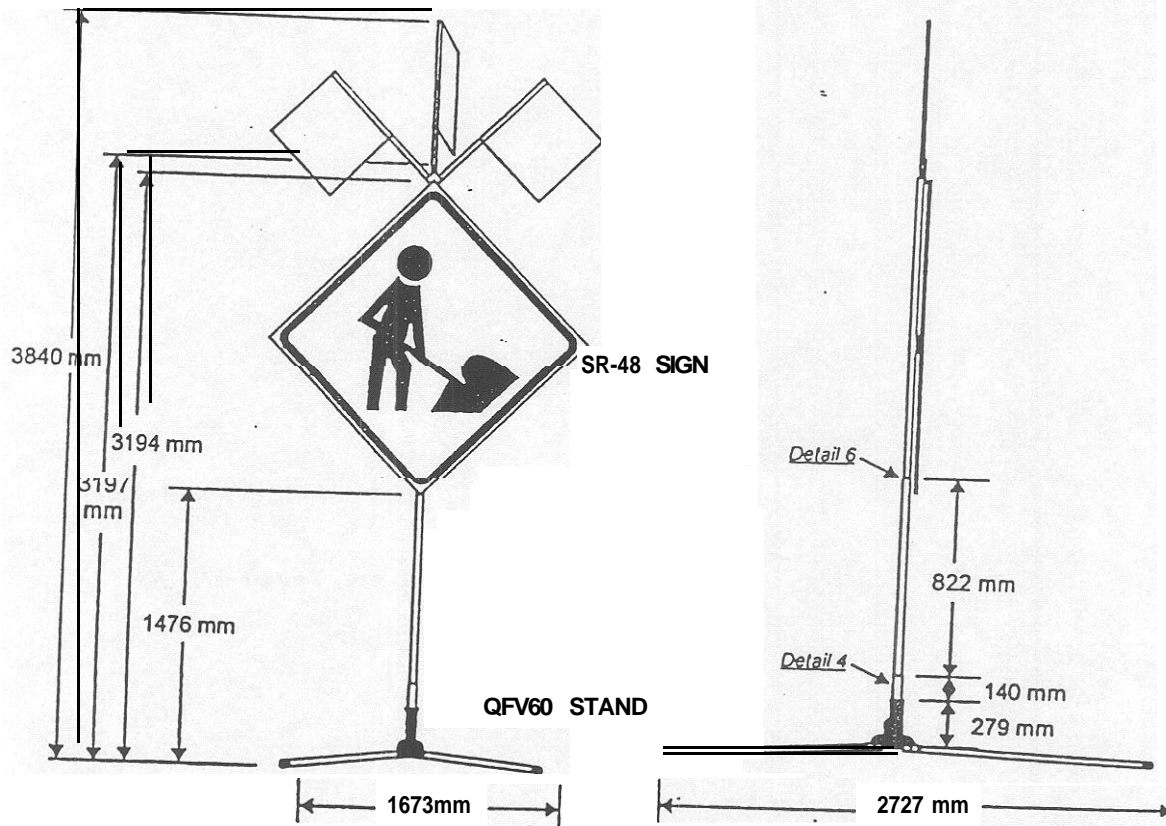 3840 mm
SR-48 SIGN
3194 mm
3197
mm
1476 mm
QFV60 STAND
1673mm
Detail 6
822 mm
Detail 4
140 mm
279 mm
2727 mm